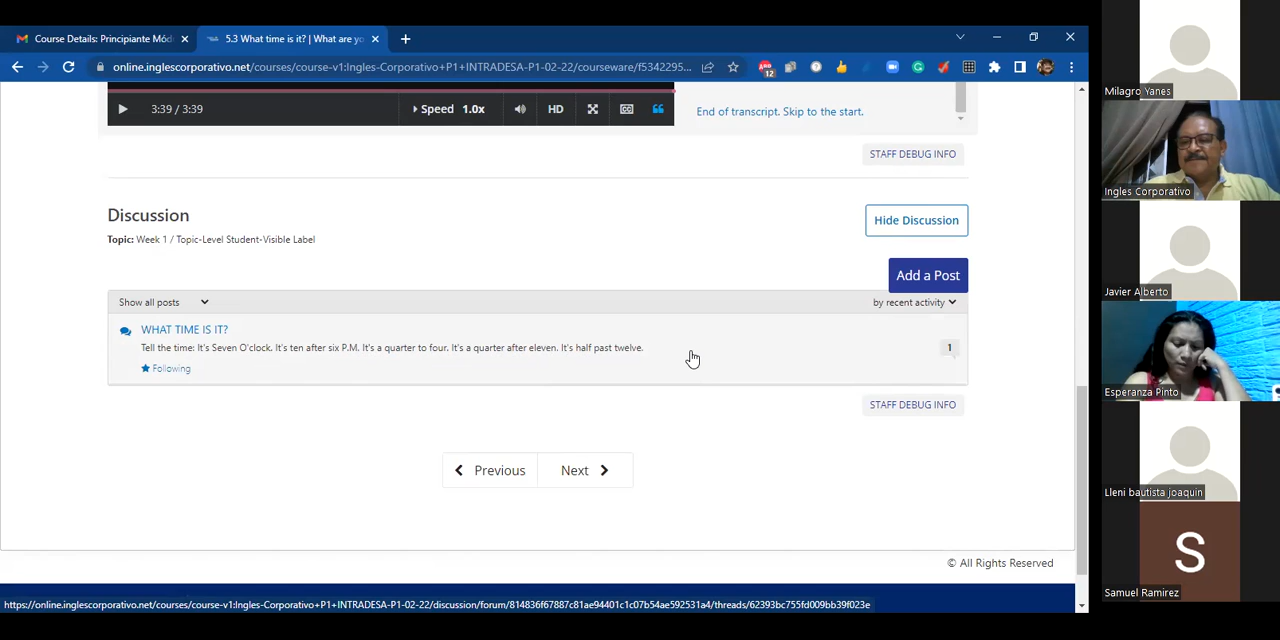 Course Details: Principiante Mód
5.3 What time is it? | What are yo
online.inglescorporativo.net/courses/course-v1:Ingles-Corporativo+P1+INTRADESA-P1-02-22/courseware/f5342295...
12
3:39 / 3:39
Speed 1.0x
HD
End of transcript. Skip to the start.
STAFF DEBUG INFO
Discussion
Hide Discussion
Topic: Week 1 / Topic-Level Student-Visible Label
Add a Post
Show all posts
by recent activity
WHAT TIME IS IT?
Tell the time: It's Seven O'clock. It's ten after six P.M. It's a quarter to four. It's a quarter after eleven. It's half past twelve.
1
Following
STAFF DEBUG INFO
Previous
Next
© All Rights Reserved
https://online.inglescorporativo.net/courses/course-v1:Ingles-Corporativo+P1+INTRADESA-P1-02-22/discussion/forum/814836f67887c81ae94401c1c07b54ae592531a4/threads/62393bc755fd009bb39f023e
Milagro Yanes
Ingles Corporativo
Javier Alberto
Esperanza Pinto
Lleni bautista joaquin
S
Samuel Ramirez